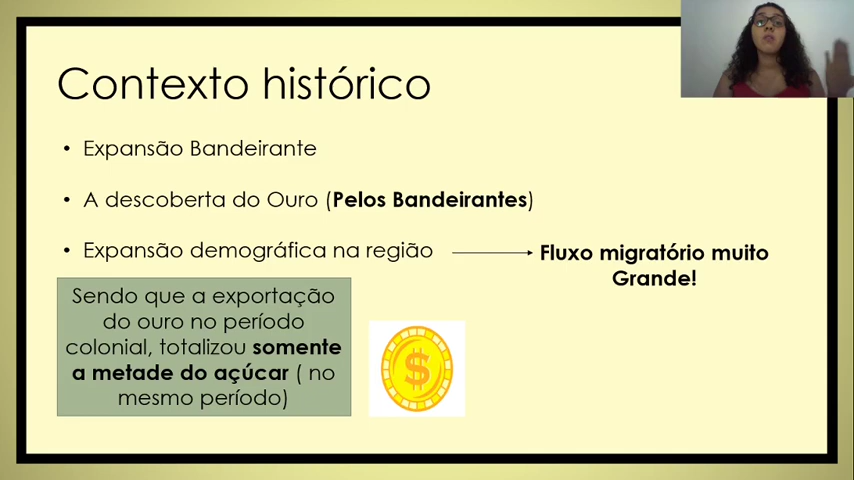 Contexto histórico
• Expansão Bandeirante
• A descoberta do Ouro (Pelos Bandeirantes)
• Expansão demográfica na região
Fluxo migratório muito
Grande!
Sendo que a exportação
do ouro no período
colonial, totalizou somente
a metade do açúcar ( no
mesmo período)
$